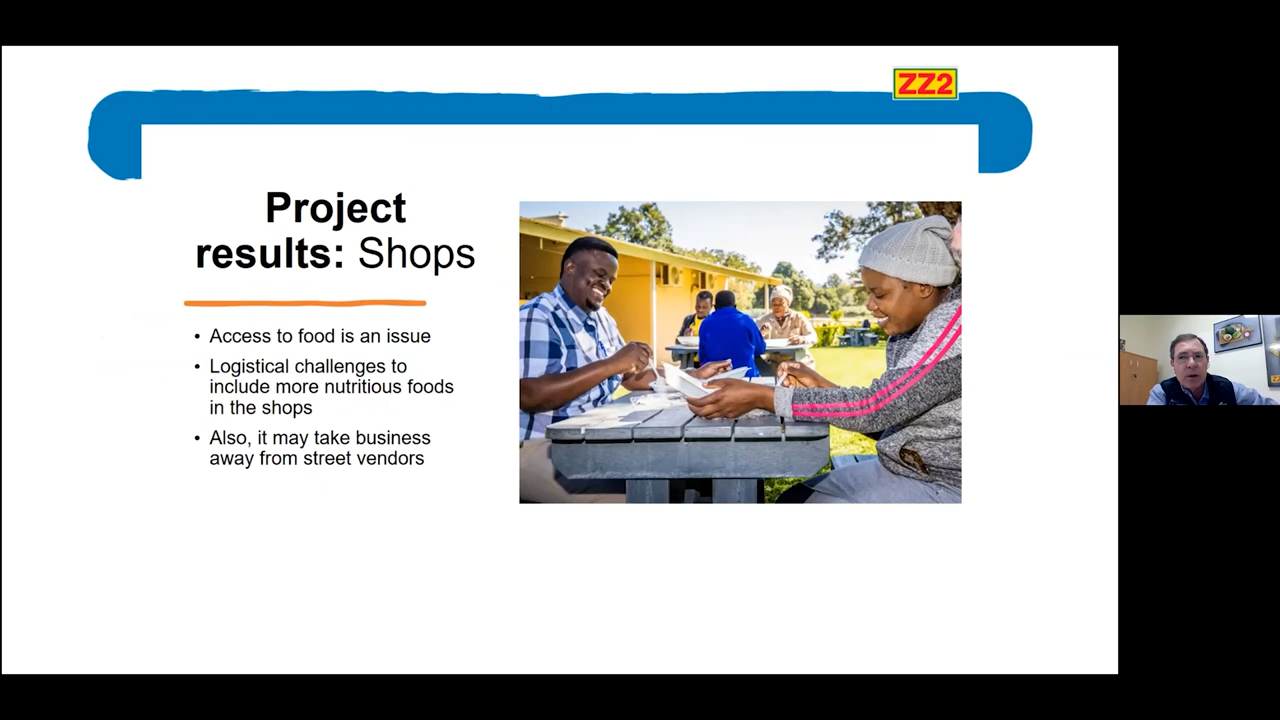 ZZ2
Project
results: Shops
• Access to food is an issue
• Logistical challenges to
include more nutritious foods
in the shops
• Also, it may take business
away from street vendors